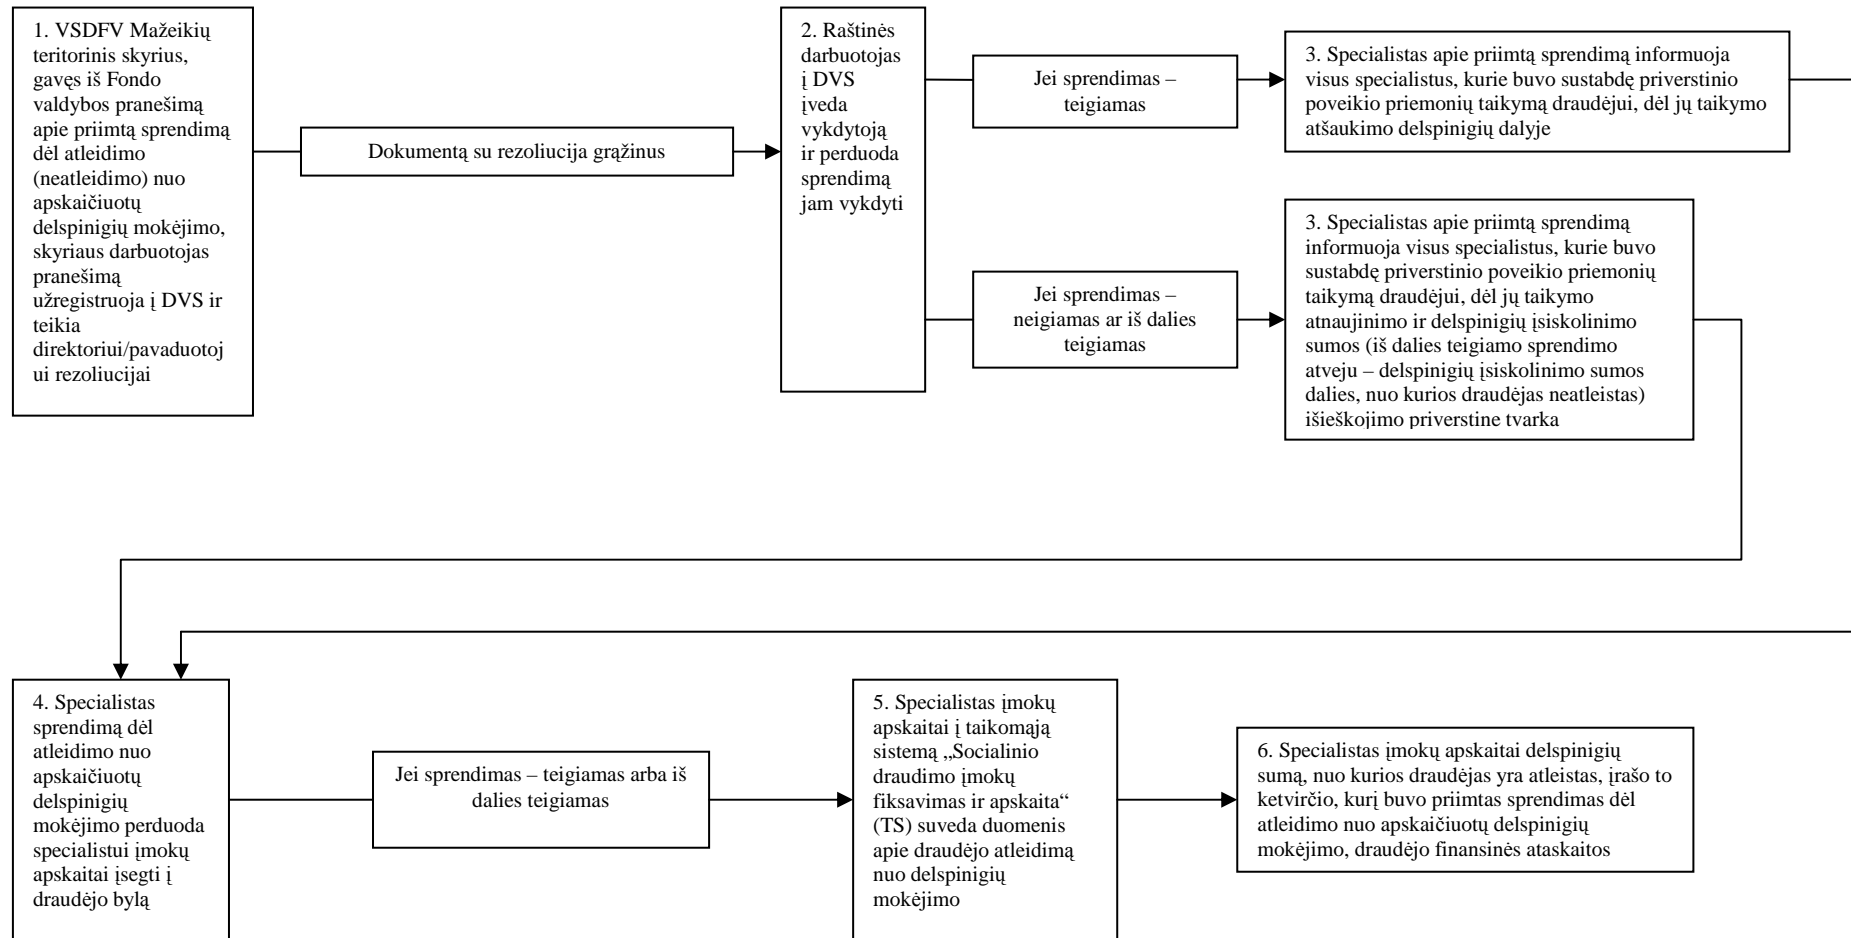 1. VSDFV Mažeikių
teritorinis skyrius,
gavęs iš Fondo
valdybos pranešimą
apie priimtą sprendimą
dėl atleidimo
(neatleidimo) nuo
apskaičiuotų
delspinigių mokėjimo,
skyriaus darbuotojas
pranešimą
užregistruoja į DVS ir
teikia
direktoriui/pavaduotoj
ui rezoliucijai
Dokumentą su rezoliucija grąžinus
2. Raštinės
darbuotojas
į DVS
įveda
vykdytoją
ir perduoda
sprendimą
jam vykdyti
Jei sprendimas –
teigiamas
3. Specialistas apie priimtą sprendimą informuoja
visus specialistus, kurie buvo sustabdę priverstinio
poveikio priemonių taikymą draudėjui, dėl jų taikymo
atšaukimo delspinigių dalyje
Jei sprendimas –
neigiamas ar iš dalies
teigiamas
3. Specialistas apie priimtą sprendimą
informuoja visus specialistus, kurie buvo
sustabdę priverstinio poveikio priemonių
taikymą draudėjui, dėl jų taikymo
atnaujinimo ir delspinigių įsiskolinimo
sumos (iš dalies teigiamo sprendimo
atveju – delspinigių įsiskolinimo sumos
dalies, nuo kurios draudėjas neatleistas)
išieškojimo priverstine tvarka
4. Specialistas
sprendimą dėl
atleidimo nuo
apskaičiuotų
delspinigių
mokėjimo perduoda
specialistui įmokų
apskaitai įsegti į
draudėjo bylą
Jei sprendimas – teigiamas arba iš
dalies teigiamas
5. Specialistas įmokų
apskaitai į taikomąją
sistemą „Socialinio
draudimo įmokų
fiksavimas ir apskaita“
(TS) suveda duomenis
apie draudėjo atleidimą
nuo delspinigių
mokėjimo
6. Specialistas įmokų apskaitai delspinigių
sumą, nuo kurios draudėjas yra atleistas, įrašo to
ketvirčio, kurį buvo priimtas sprendimas dėl
atleidimo nuo apskaičiuotų delspinigių
mokėjimo, draudėjo finansinės ataskaitos